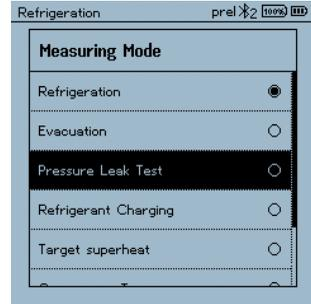 Refrigeration prel 2 100%
Measuring Mode
Refrigeration
Evacuation
Pressure Leak Test
Refrigerant Charging
Target superheat